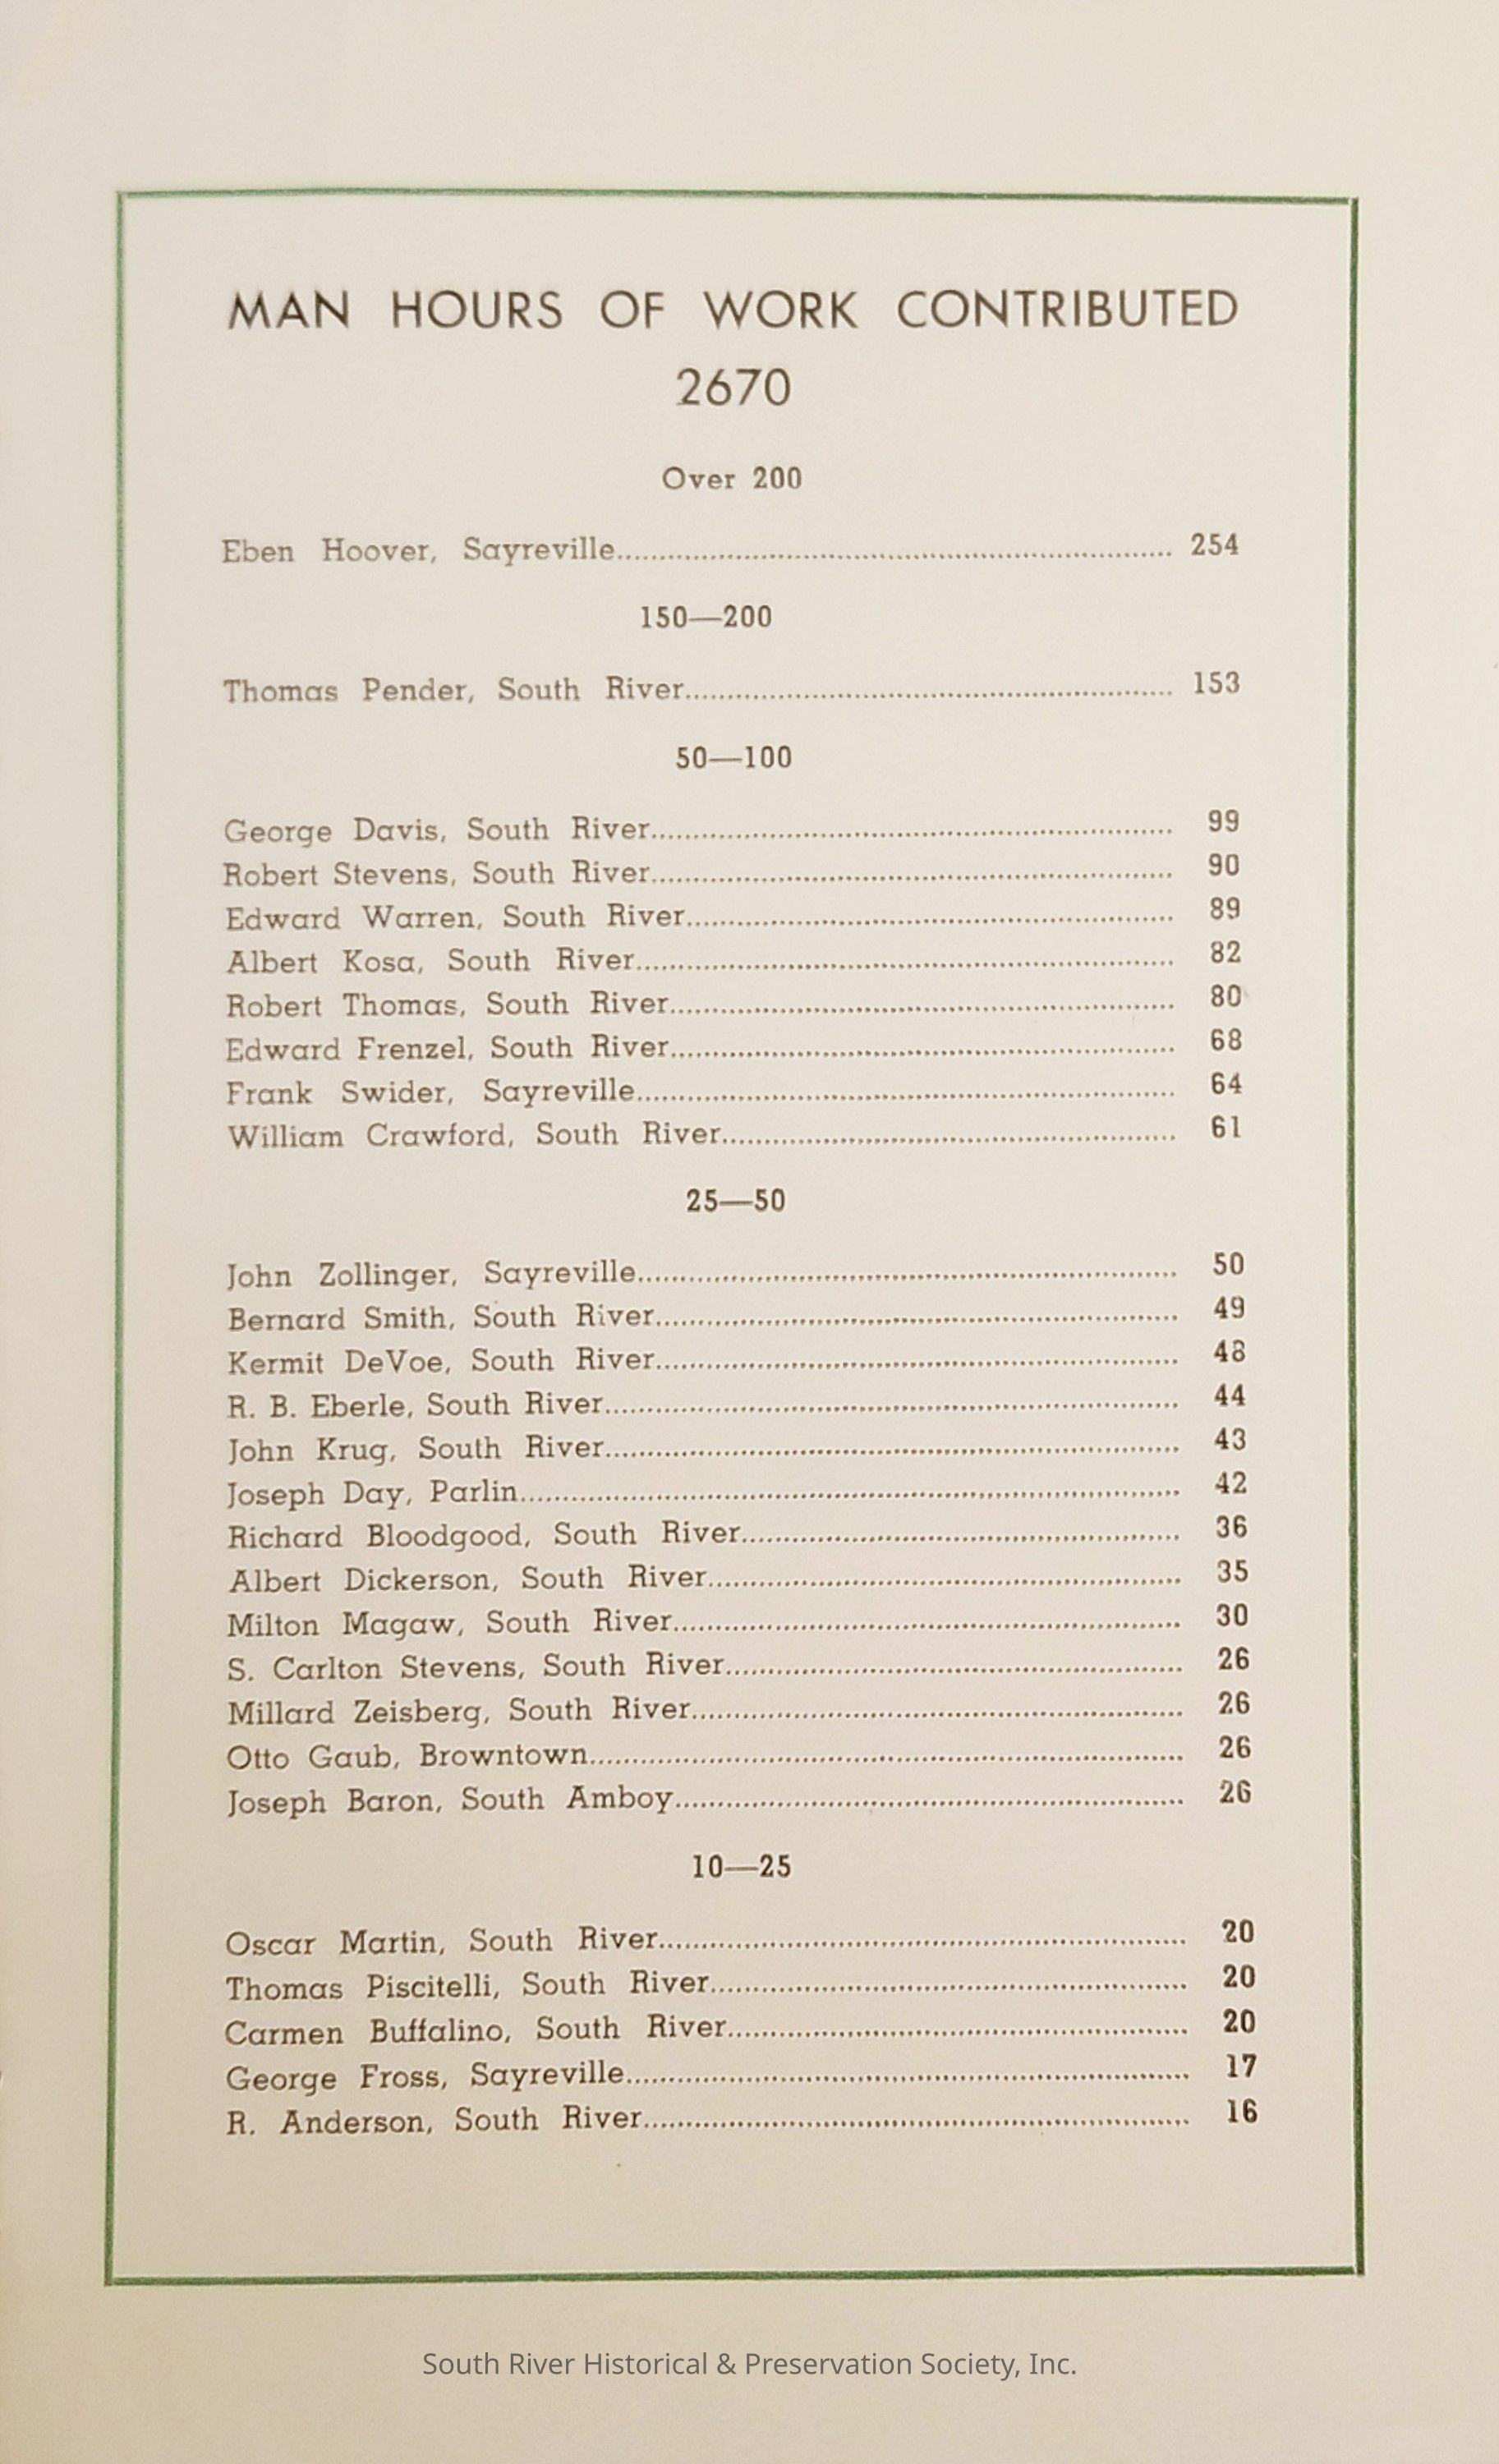 MAN HOURS OF WORK CONTRIBUTED
2670
Over 200
Eben Hoover, Sayreville........ 254
150—200
Thomas Pender, South River........ 153
50—100
George Davis, South River........ 99
Robert Stevens, South River........ 90
Edward Warren, South River........ 89
Albert Kosa, South River........ 82
Robert Thomas, South River........ 80
Edward Frenzel, South River........ 68
Frank Swider, Sayreville........ 64
William Crawford, South River........ 61
25—50
John Zollinger, Sayreville........ 50
Bernard Smith, South River........ 49
Kermit DeVoe, South River........ 48
R. B. Eberle, South River........ 44
John Krug, South River........ 43
Joseph Day, Parlin........ 42
Richard Bloodgood, South River........ 36
Albert Dickerson, South River........ 35
Milton Magaw, South River........ 30
S. Carlton Stevens, South River........ 26
Millard Zeisberg, South River........ 26
Otto Gaub, Browntown........ 26
Joseph Baron, South Amboy........ 26
10—25
Oscar Martin, South River........ 20
Thomas Piscitelli, South River........ 20
Carmen Buffalino, South River........ 20
George Fross, Sayreville........ 17
R. Anderson, South River........ 16
South River Historical & Preservation Society, Inc.